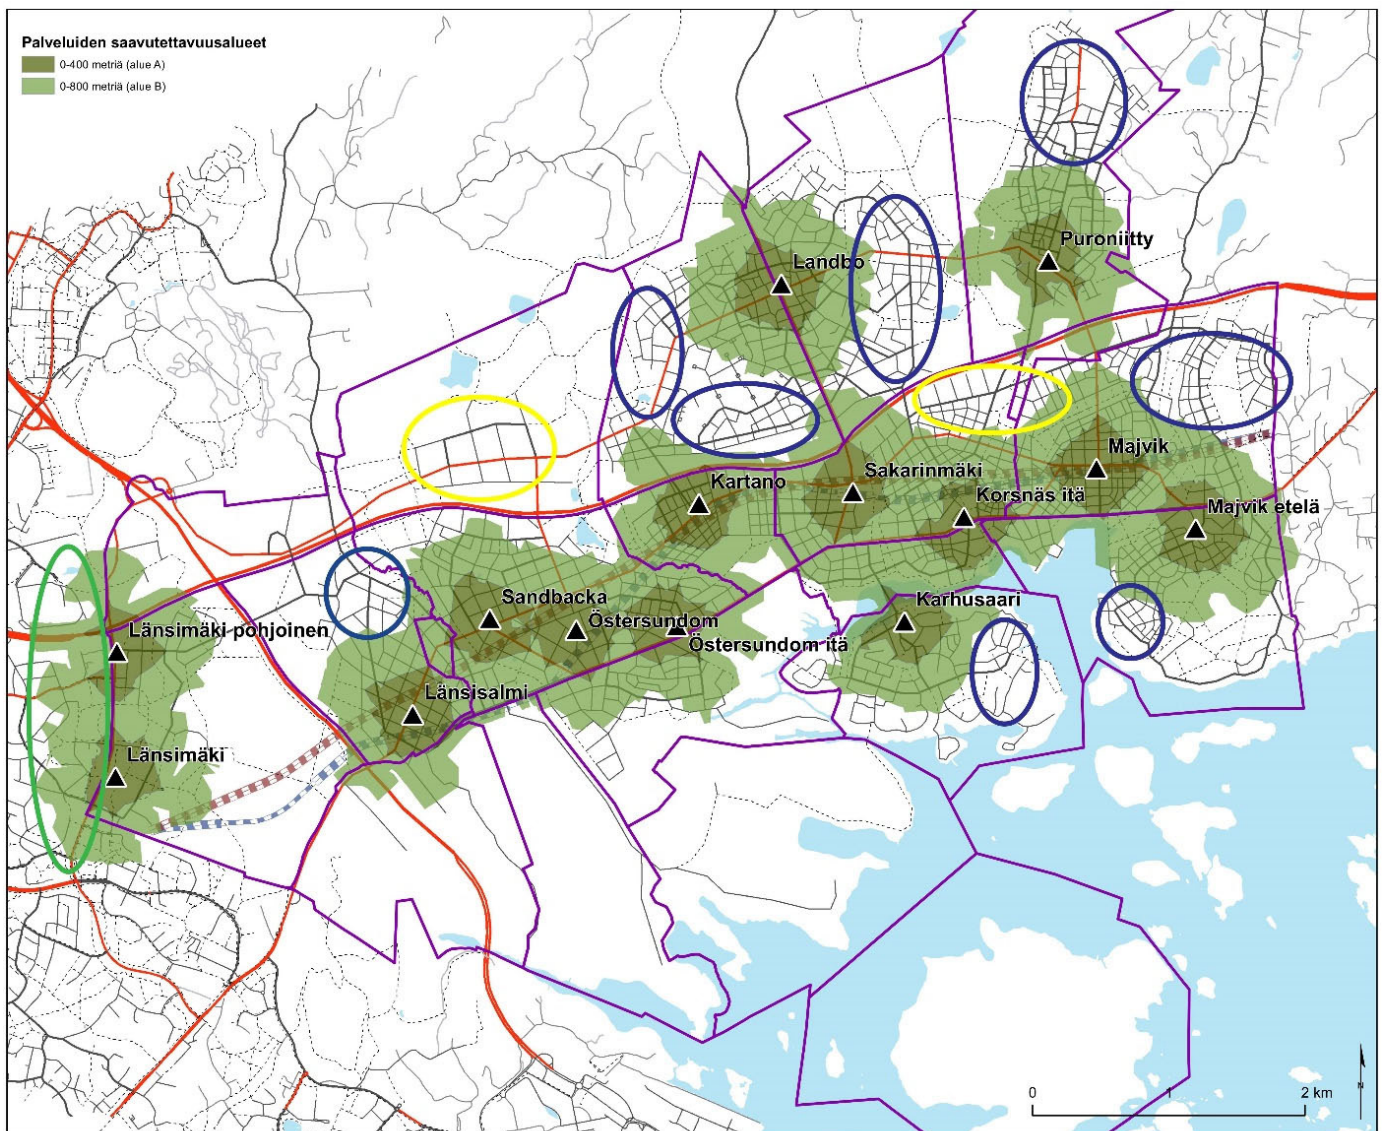 Palveluiden saavutettavuusalueet
0-400 metriä (alue A)
0-800 metriä (alue B)
Puroniitty
Landbo
Majvik
Sakarinmäki
Kartano
Korsnäs itä
Majvik etelä
Sandbacka
Karhusaari
Östersundom
Länsimäki pohjoinen
Östersundom itä
Länsisalmi
Länsimäki
N
0 1 2 km